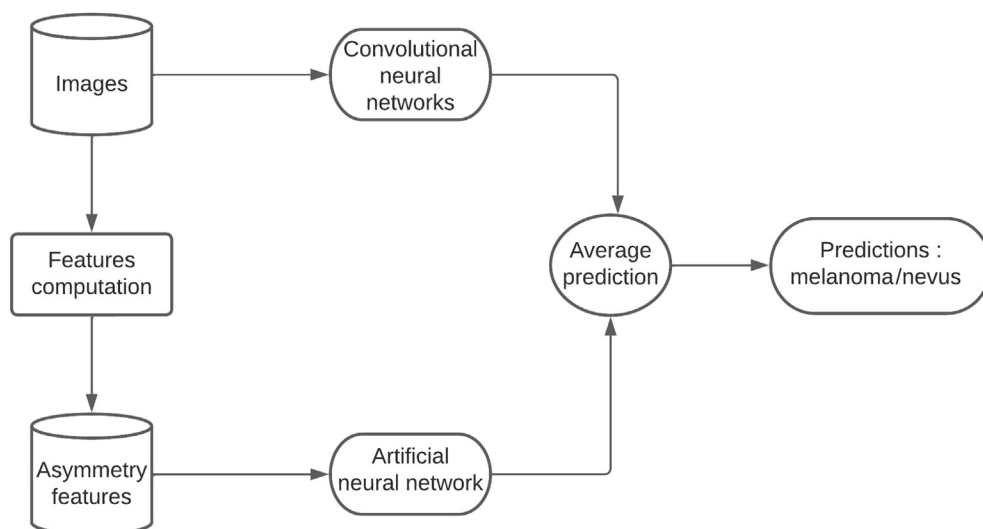 Images
Convolutional
neural
networks
Features
computation
Average
prediction
Predictions :
melanoma/nevus
Asymmetry
features
Artificial
neural network